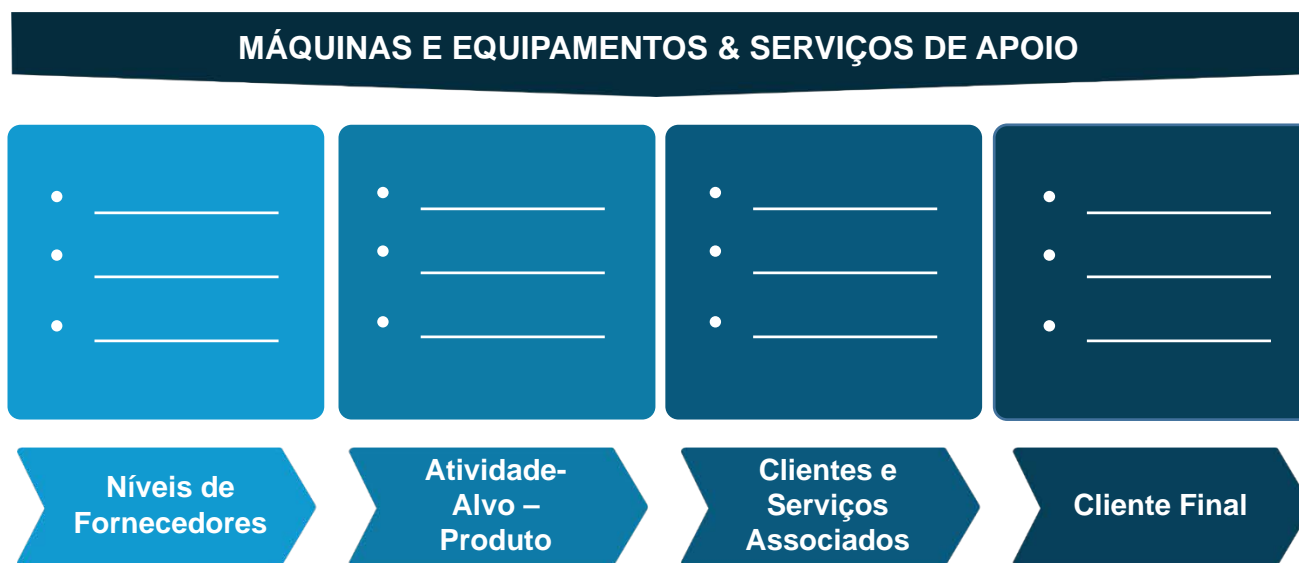 MÁQUINAS E EQUIPAMENTOS & SERVIÇOS DE APOIO
Níveis de
Fornecedores
Atividade-
Alvo –
Produto
Clientes e
Serviços
Associados
Cliente Final